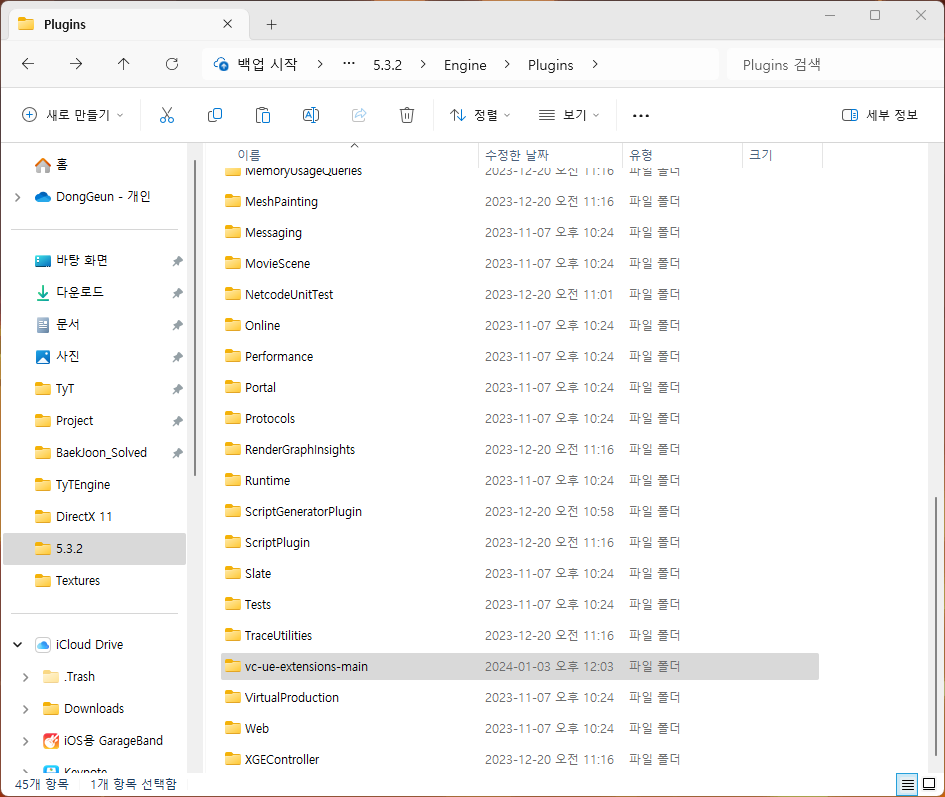 Plugins
백업 시작 > ··· 5.3.2 > Engine > Plugins >
Plugins 검색
새로 만들기
정렬
보기
···
세부 정보
홈
DongGeun - 개인
바탕 화면
다운로드
문서
사진
TyT
Project
BaekJoon_Solved
TyTEngine
DirectX 11
5.3.2
Textures
iCloud Drive
.Trash
Downloads
iOS용 GarageBand
Keynote
이름 수정한 날짜 유형 크기
MemoryUsageQueries 2023-12-20 오전 11:16 파일 폴더
MeshPainting 2023-12-20 오전 11:16 파일 폴더
Messaging 2023-11-07 오후 10:24 파일 폴더
MovieScene 2023-11-07 오후 10:24 파일 폴더
NetcodeUnitTest 2023-12-20 오전 11:01 파일 폴더
Online 2023-11-07 오후 10:24 파일 폴더
Performance 2023-11-07 오후 10:24 파일 폴더
Portal 2023-11-07 오후 10:24 파일 폴더
Protocols 2023-11-07 오후 10:24 파일 폴더
RenderGraphInsights 2023-12-20 오전 11:16 파일 폴더
Runtime 2023-11-07 오후 10:24 파일 폴더
ScriptGeneratorPlugin 2023-12-20 오전 10:58 파일 폴더
ScriptPlugin 2023-12-20 오전 11:16 파일 폴더
Slate 2023-11-07 오후 10:24 파일 폴더
Tests 2023-11-07 오후 10:24 파일 폴더
TraceUtilities 2023-12-20 오전 11:16 파일 폴더
vc-ue-extensions-main 2024-01-03 오후 12:03 파일 폴더
VirtualProduction 2023-11-07 오후 10:24 파일 폴더
Web 2023-11-07 오후 10:24 파일 폴더
XGEController 2023-12-20 오전 11:16 파일 폴더
45개 항목 1개 항목 선택함